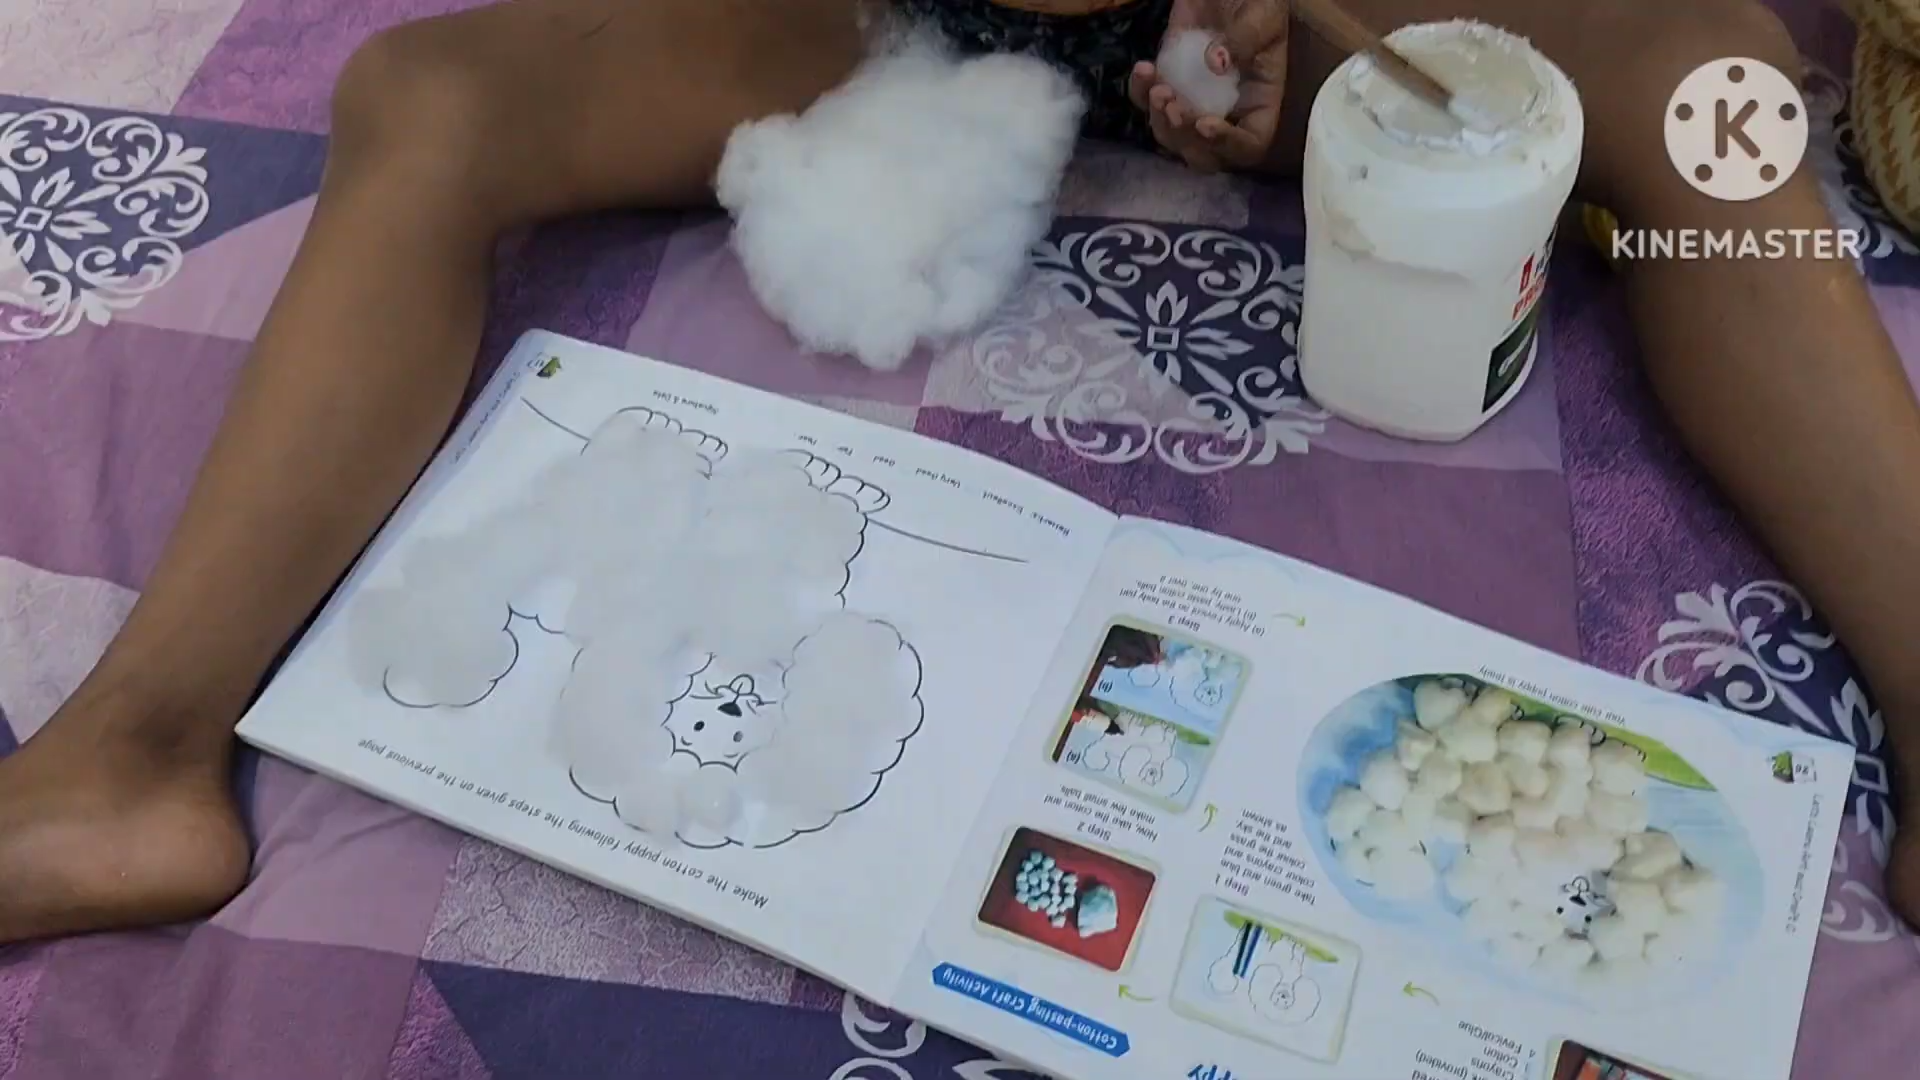 K
KINEMASTER
Make the cotton puppy following the steps given on the previous page
Remarks: Excellent Very Good Good Fair Poor
Signature & Date
Cotton-pasting Craft Activity
Crayons (provided)
Cotton
Fevicol/Glue
Step 1
Take green and blue
colour crayons and
colour the grass
and the sky,
as shown.
Step 2
Now, take the cotton and
make few small balls.
(a)
(b)
Step 3
(a) Apply Fevicol on the body part
(b) Lastly, paste cotton balls,
one by one, over it
Your cute cotton puppy is ready
26